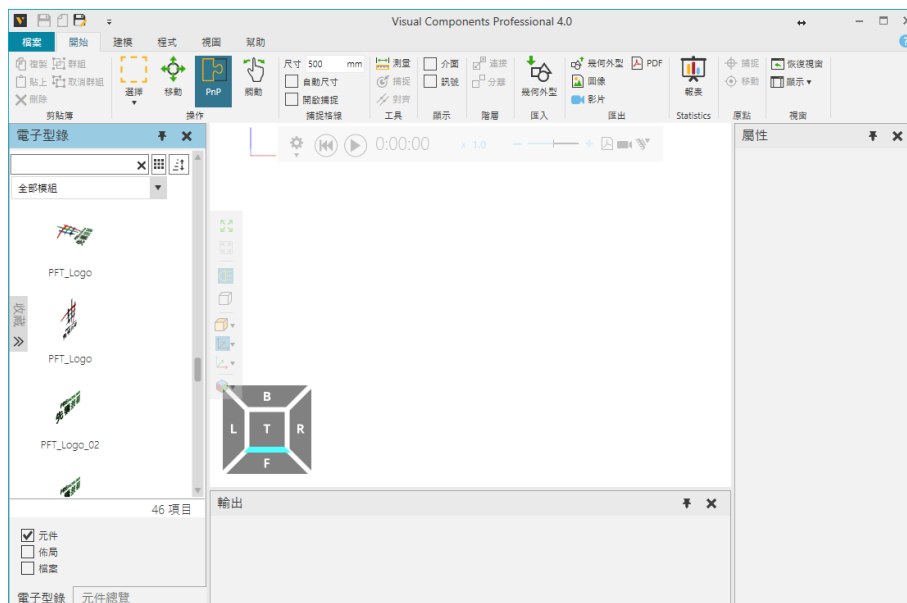 Visual Components Professional 4.0
檔案 開始 建模 程式 視圖 幫助
複製 群組
貼上 取消群組
刪除
剪貼簿
選擇 移動 PnP 觸動
操作
尺寸 500 mm
自動尺寸
開啟捕捉
捕捉格線
測量
捕捉
對齊
工具
介面
訊號
顯示
連接
分離
階層
幾何外型
匯入
幾何外型 PDF
圖像
影片
匯出
報表
Statistics
捕捉
移動
原點
恢復視窗
顯示
視窗
電子型錄
全部模組
PFT_Logo
PFT_Logo
PFT_Logo_02
46 項目
元件
佈局
檔案
電子型錄 元件總覽
收藏
0:00:00 x 1.0
B
L T R
F
輸出
屬性